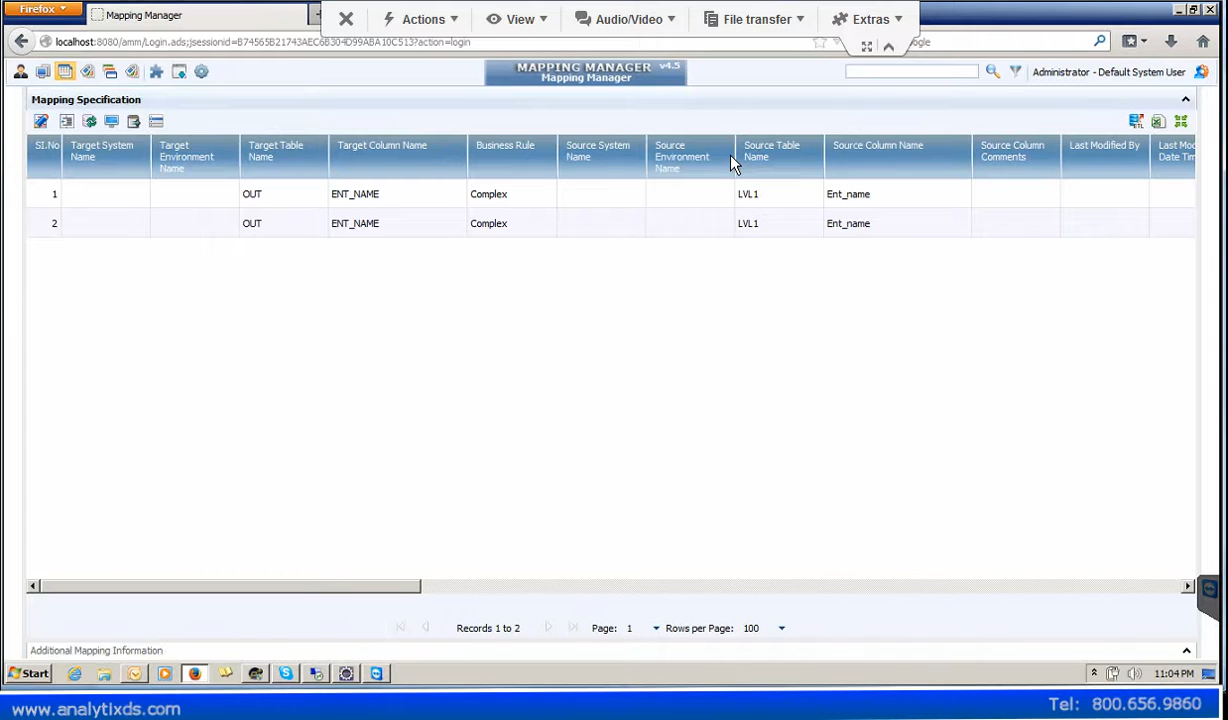 Firefox
Mapping Manager
Actions
View
Audio/Video
File transfer
Extras
localhost:8080/amm/Login.ads;jsessionid=B74565B21743AEC6B304D99ABA10C513?action=login
MAPPING MANAGER v4.5
Mapping Manager
Administrator - Default System User
Mapping Specification
SI.No
Target System Name
Target Environment Name
Target Table Name
Target Column Name
Business Rule
Source System Name
Source Environment Name
Source Table Name
Source Column Name
Source Column Comments
Last Modified By
Last Mod
Date Tim
1 OUT ENT_NAME Complex LVL1 Ent_name
2 OUT ENT_NAME Complex LVL1 Ent_name
Records 1 to 2 Page: 1 Rows per Page: 100
Additional Mapping Information
Start
11:04 PM
www.analytixds.com
Tel: 800.656.9860